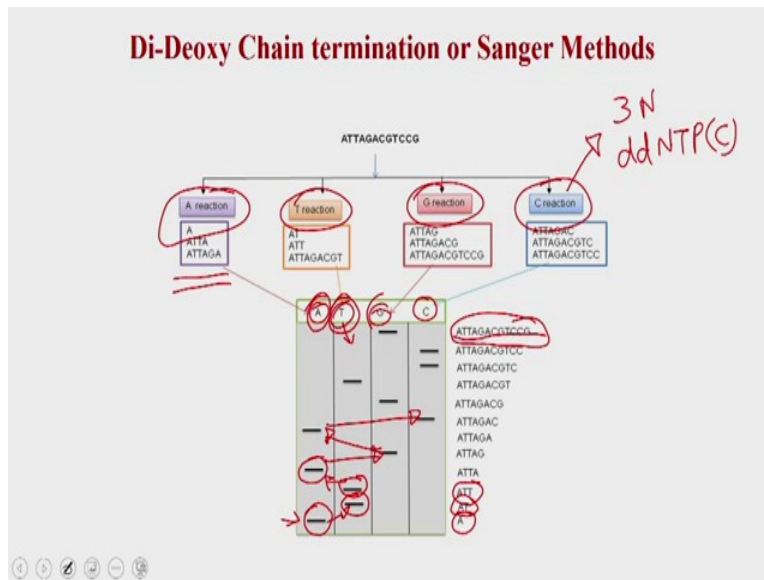 Di-Deoxy Chain termination or Sanger Methods
3N
ddNTP(C)
ATTAGACGTCCG
A reaction
T reaction
G reaction
C reaction
A
ATTA
ATTAGA
AT
ATT
ATTAGACGT
ATTAG
ATTAGACG
ATTAGACGTCCG
ATTAGAC
ATTAGACGTC
ATTAGACGTCC
A T G C
ATTAGACGTCCG
ATTAGACGTCC
ATTAGACGTC
ATTAGACGT
ATTAGACG
ATTAGAC
ATTAGA
ATTAG
ATTA
ATT
AT
A